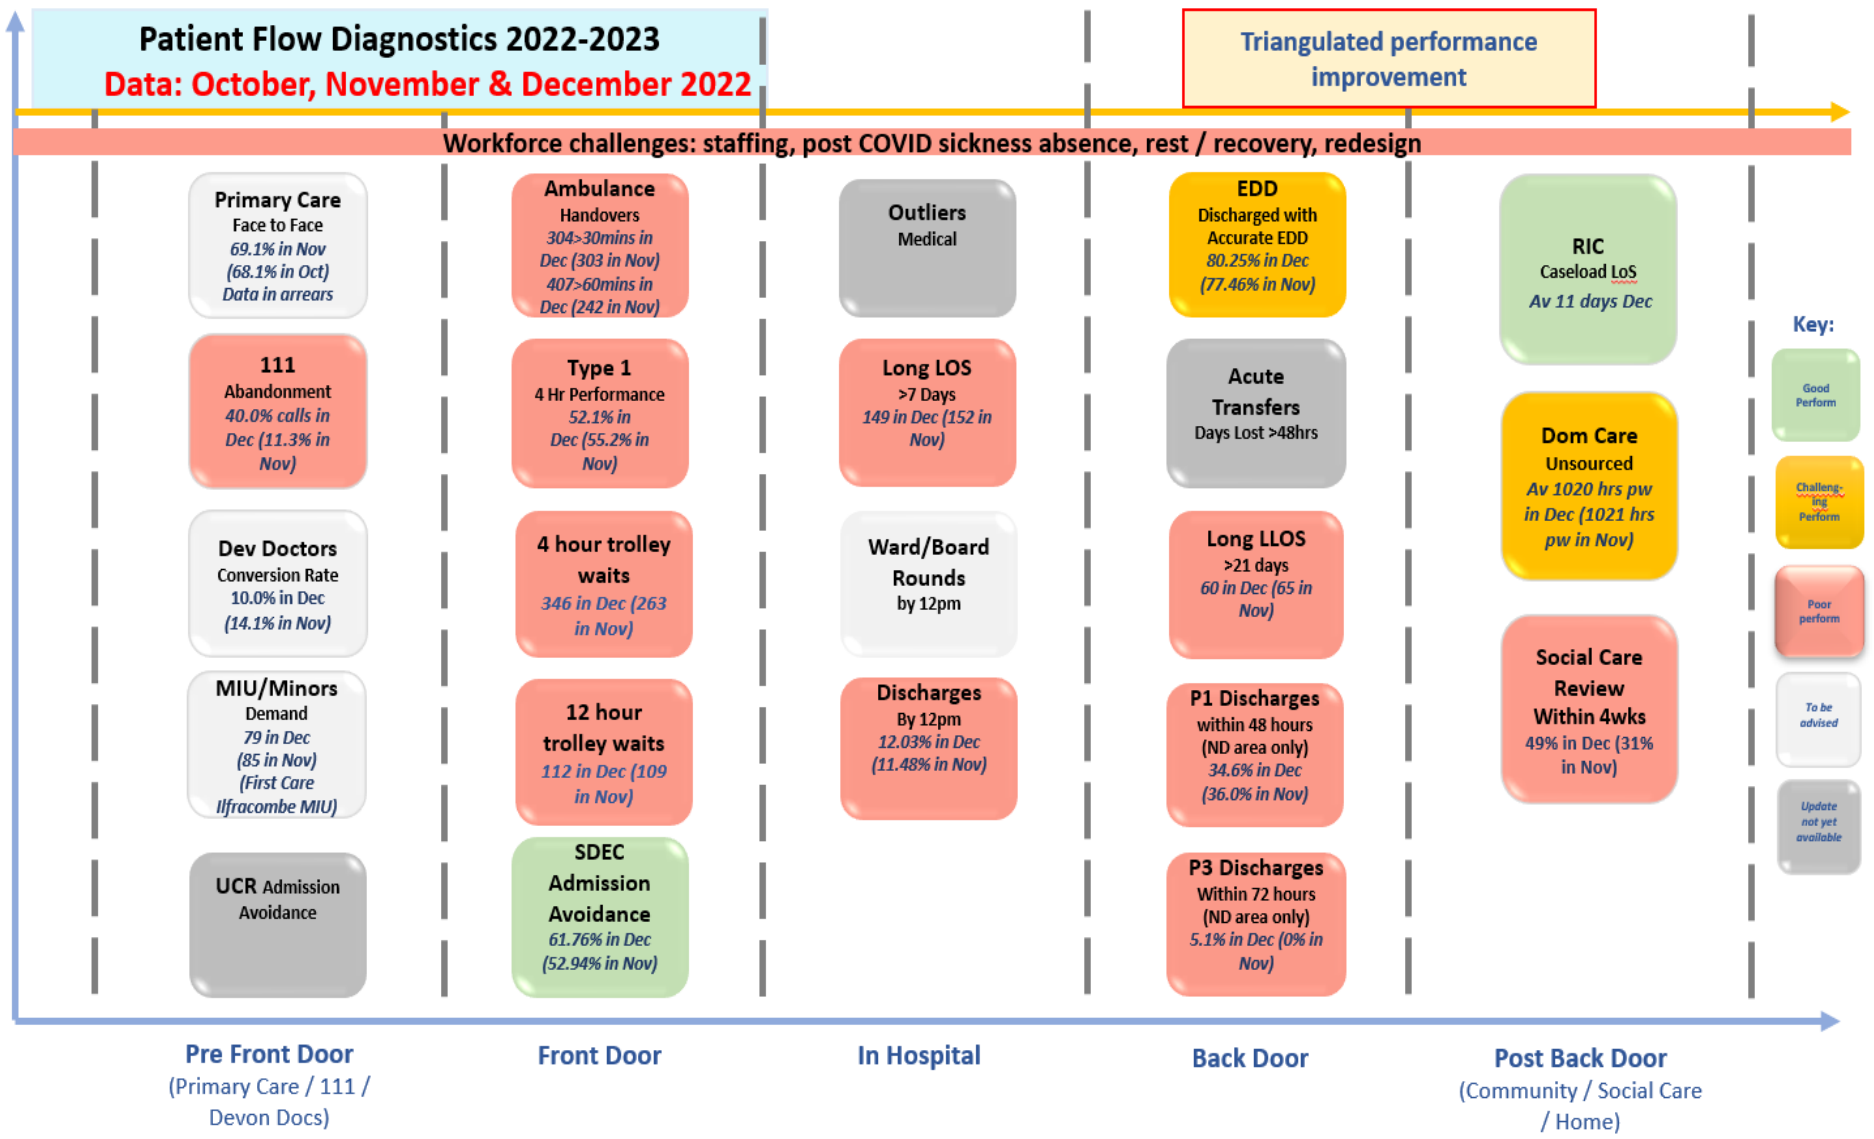 Patient Flow Diagnostics 2022-2023
Data: October, November & December 2022
Triangulated performance
improvement
Workforce challenges: staffing, post COVID sickness absence, rest / recovery, redesign
Primary Care
Face to Face
69.1% in Nov
(68.1% in Oct)
Data in arrears
111
Abandonment
40.0% calls in
Dec (11.3% in
Nov)
Dev Doctors
Conversion Rate
10.0% in Dec
(14.1% in Nov)
MIU/Minors
Demand
79 in Dec
(85 in Nov)
(First Care
Ilfracombe MIU)
UCR Admission
Avoidance
Ambulance
Handovers
304>30mins in
Dec (303 in Nov)
407>60mins in
Dec (242 in Nov)
Type 1
4 Hr Performance
52.1% in
Dec (55.2% in
Nov)
4 hour trolley
waits
346 in Dec (263
in Nov)
12 hour
trolley waits
112 in Dec (109
in Nov)
SDEC
Admission
Avoidance
61.76% in Dec
(52.94% in Nov)
Outliers
Medical
Long LOS
>7 Days
149 in Dec (152 in
Nov)
Ward/Board
Rounds
by 12pm
Discharges
By 12pm
12.03% in Dec
(11.48% in Nov)
EDD
Discharged with
Accurate EDD
80.25% in Dec
(77.46% in Nov)
Acute
Transfers
Days Lost >48hrs
Long LLOS
>21 days
60 in Dec (65 in
Nov)
P1 Discharges
within 48 hours
(ND area only)
34.6% in Dec
(36.0% in Nov)
P3 Discharges
Within 72 hours
(ND area only)
5.1% in Dec (0% in
Nov)
RIC
Caseload LoS
Av 11 days Dec
Dom Care
Unsourced
Av 1020 hrs pw
in Dec (1021 hrs
pw in Nov)
Social Care
Review
Within 4wks
49% in Dec (31%
in Nov)
Key:
Good
Perform
Challeng-
ing
Perform
Poor
perform
To be
advised
Update
not yet
available
Pre Front Door
(Primary Care / 111 /
Devon Docs)
Front Door
In Hospital
Back Door
Post Back Door
(Community / Social Care
/ Home)